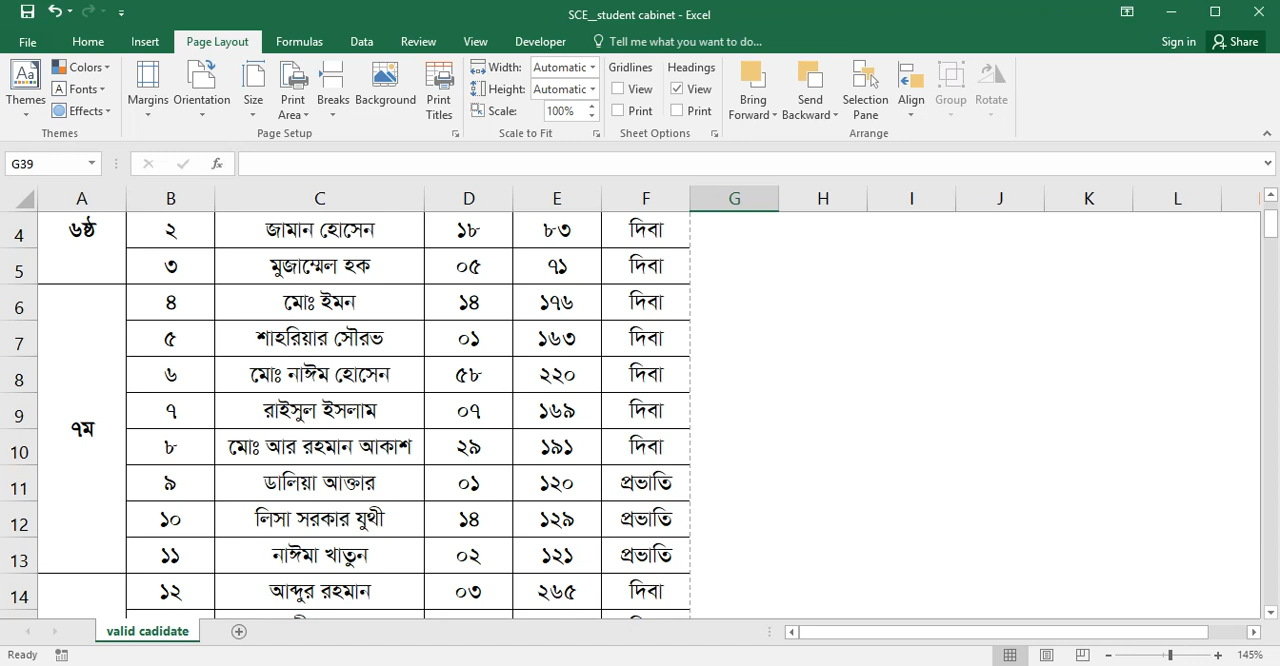 SCE__student cabinet - Excel
File Home Insert Page Layout Formulas Data Review View Developer Tell me what you want to do... Sign in Share
Themes Colors Fonts Effects Margins Orientation Size Print Area Breaks Background Print Titles Width: Automatic Height: Automatic Scale: 100% Gridlines View Print Headings View Print Bring Forward Send Backward Selection Pane Align Group Rotate
Themes Page Setup Scale to Fit Sheet Options Arrange
G39 fx
A B C D E F G H I J K L
4 ৬ষ্ঠ ২ জামান হোসেন ১৮ ৮৩ দিবা
5 ৩ মুজাম্মেল হক ০৫ ৭১ দিবা
6 ৪ মোঃ ইমন ১৪ ১৭৬ দিবা
7 ৫ শাহরিয়ার সৌরভ ০১ ১৬৩ দিবা
8 ৬ মোঃ নাঈম হোসেন ৫৮ ২২০ দিবা
9 ৭ রাইসুল ইসলাম ০৭ ১৬৯ দিবা
৭ম
10 ৮ মোঃ আর রহমান আকাশ ২৯ ১৯১ দিবা
11 ৯ ডালিয়া আক্তার ০১ ১২০ প্রভাতি
12 ১০ লিসা সরকার যুথী ১৪ ১২৯ প্রভাতি
13 ১১ নাঈমা খাতুন ০২ ১২১ প্রভাতি
14 ১২ আব্দুর রহমান ০৩ ২৬৫ দিবা
valid cadidate
Ready 145%